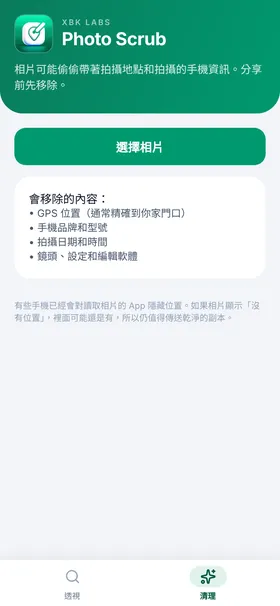 XBK LABS
Photo Scrub
相片可能偷偷帶著拍攝地點和拍攝的手機資訊。分享
前先移除。
選擇相片
會移除的內容：
• GPS 位置（通常精確到你家門口）
• 手機品牌和型號
• 拍攝日期和時間
• 鏡頭、設定和編輯軟體
有些手機已經會對讀取相片的 App 隱藏位置。如果相片顯示「沒
有位置」，裡面可能還是有，所以仍值得傳送乾淨的副本。
透視
清理